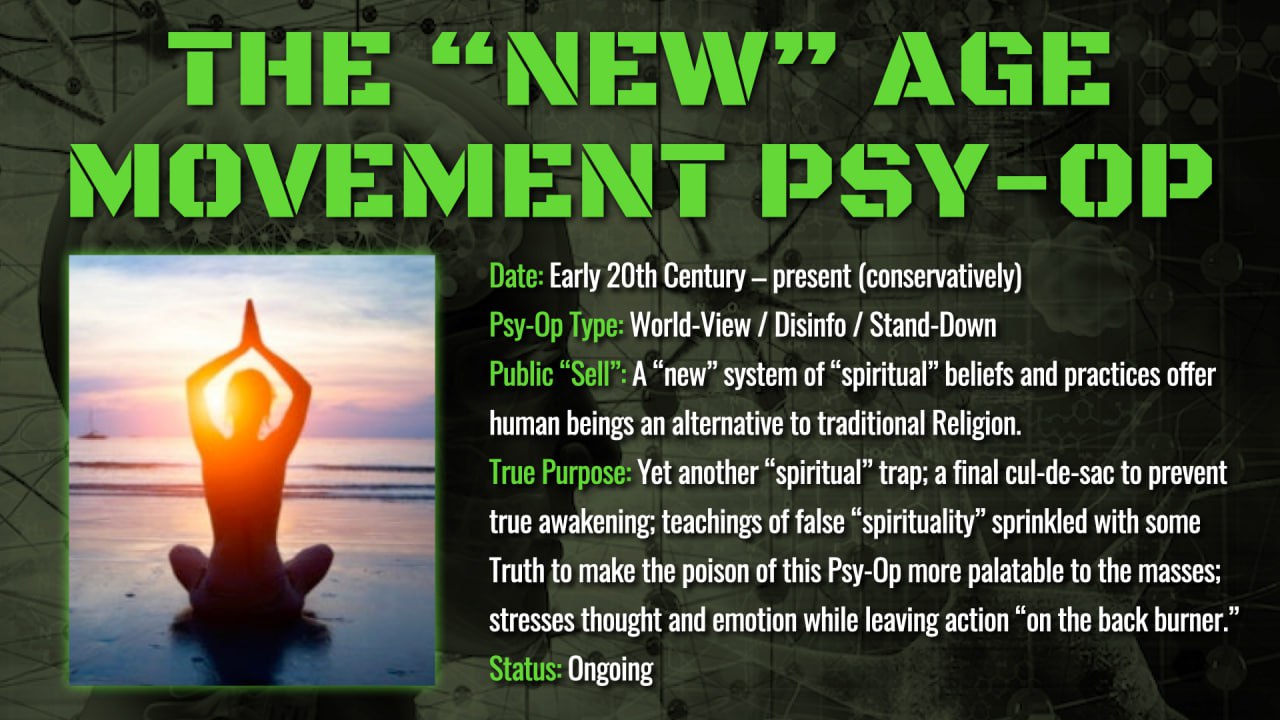 THE “NEW” AGE
MOVEMENT PSY-OP
Date: Early 20th Century – present (conservatively)
Psy-Op Type: World-View / Disinfo / Stand-Down
Public “Sell”: A “new” system of “spiritual” beliefs and practices offer
human beings an alternative to traditional Religion.
True Purpose: Yet another “spiritual” trap; a final cul-de-sac to prevent
true awakening; teachings of false “spirituality” sprinkled with some
Truth to make the poison of this Psy-Op more palatable to the masses;
stresses thought and emotion while leaving action “on the back burner.”
Status: Ongoing